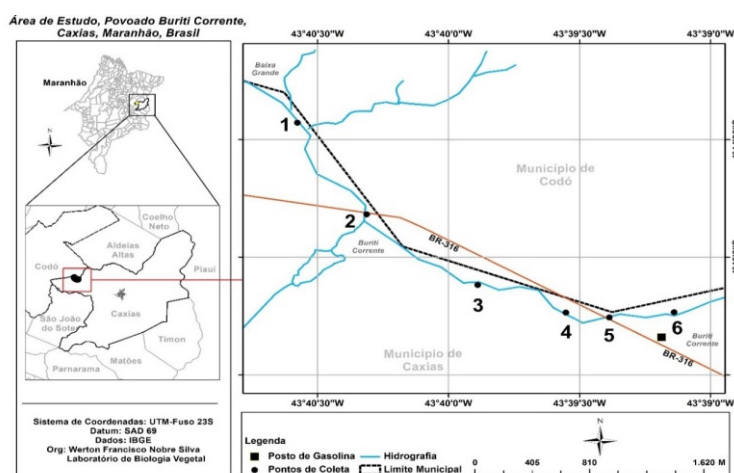 Área de Estudo, Povoado Buriti Corrente,
Caxias, Maranhão, Brasil
Maranhão
N
Coelho
Neto
Aldeias
Altas
Codó
Piauí
Caxias
São João
do Soter
Timon
Matões
Parnarama
Sistema de Coordenadas: UTM-Fuso 23S
Datum: SAD 69
Dados: IBGE
Org: Werton Francisco Nobre Silva
Laboratório de Biologia Vegetal
43°40'30"W
43°40'0"W
43°39'30"W
43°39'0"W
Baixa
Grande
1
Município de
Codó
2
Buriti
Corrente
BR-316
3
4
5
6
Buriti
Corrente
BR-316
Município de
Caxias
43°40'30"W
43°40'0"W
43°39'30"W
43°39'0"W
Legenda
Posto de Gasolina
Hidrografia
Pontos de Coleta
Limite Municipal
N
0 405 810 1.620 M